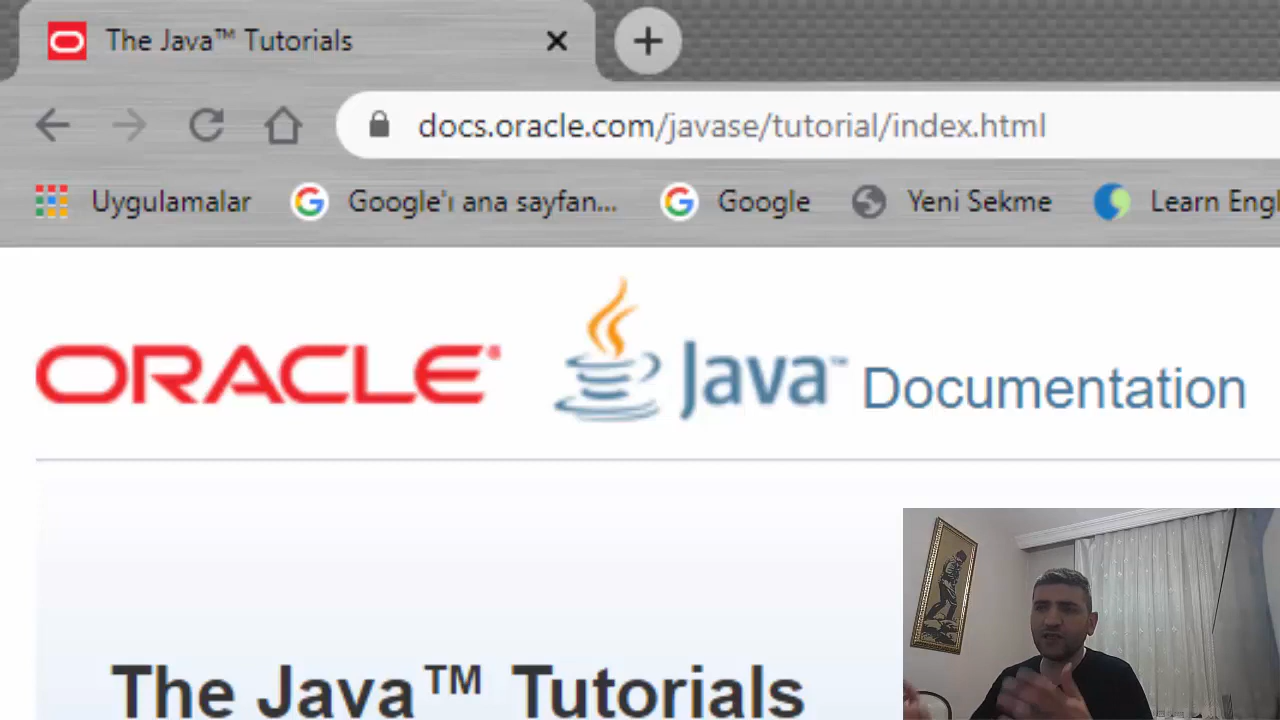 The Java™ Tutorials
docs.oracle.com/javase/tutorial/index.html
Uygulamalar Google'ı ana sayfan... Google Yeni Sekme Learn Engl
ORACLE® Java™ Documentation
The Java™ Tutorials